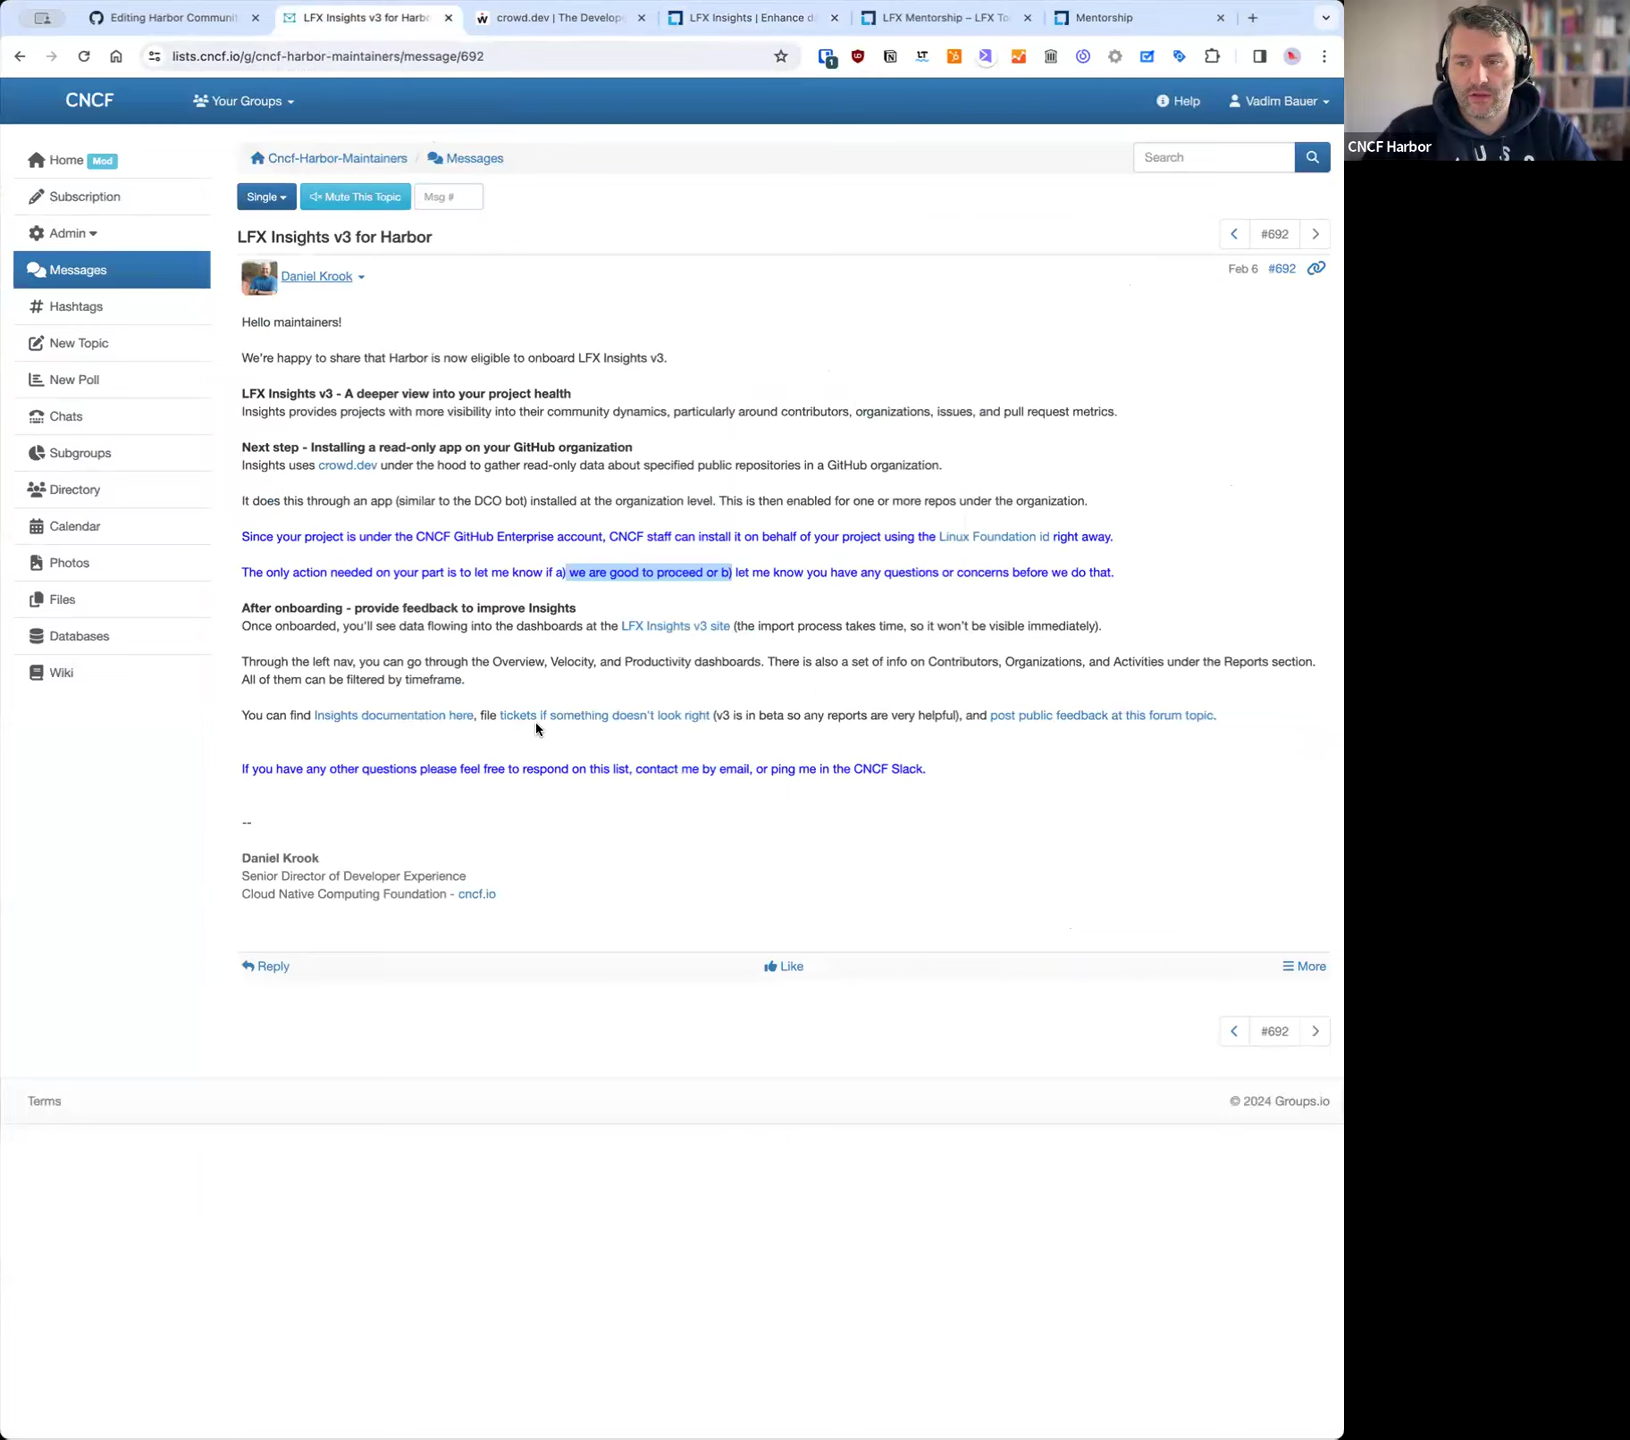 Editing Harbor Communi
LFX Insights v3 for Harbo
crowd.dev | The Develop
LFX Insights | Enhance d
LFX Mentorship – LFX To
Mentorship
lists.cncf.io/g/cncf-harbor-maintainers/message/692
CNCF
Your Groups
Help
Vadim Bauer
Home Mod
Subscription
Admin
Messages
Hashtags
New Topic
New Poll
Chats
Subgroups
Directory
Calendar
Photos
Files
Databases
Wiki
Cncf-Harbor-Maintainers / Messages
Search
Single
Mute This Topic
Msg #
LFX Insights v3 for Harbor
#692
Daniel Krook
Feb 6 #692
Hello maintainers!
We're happy to share that Harbor is now eligible to onboard LFX Insights v3.
LFX Insights v3 - A deeper view into your project health
Insights provides projects with more visibility into their community dynamics, particularly around contributors, organizations, issues, and pull request metrics.
Next step - Installing a read-only app on your GitHub organization
Insights uses crowd.dev under the hood to gather read-only data about specified public repositories in a GitHub organization.
It does this through an app (similar to the DCO bot) installed at the organization level. This is then enabled for one or more repos under the organization.
Since your project is under the CNCF GitHub Enterprise account, CNCF staff can install it on behalf of your project using the Linux Foundation id right away.
The only action needed on your part is to let me know if a) we are good to proceed or b) let me know you have any questions or concerns before we do that.
After onboarding - provide feedback to improve Insights
Once onboarded, you'll see data flowing into the dashboards at the LFX Insights v3 site (the import process takes time, so it won't be visible immediately).
Through the left nav, you can go through the Overview, Velocity, and Productivity dashboards. There is also a set of info on Contributors, Organizations, and Activities under the Reports section.
All of them can be filtered by timeframe.
You can find Insights documentation here, file tickets if something doesn't look right (v3 is in beta so any reports are very helpful), and post public feedback at this forum topic.
If you have any other questions please feel free to respond on this list, contact me by email, or ping me in the CNCF Slack.
--
Daniel Krook
Senior Director of Developer Experience
Cloud Native Computing Foundation - cncf.io
Reply
Like
More
#692
Terms
© 2024 Groups.io
CNCF Harbor